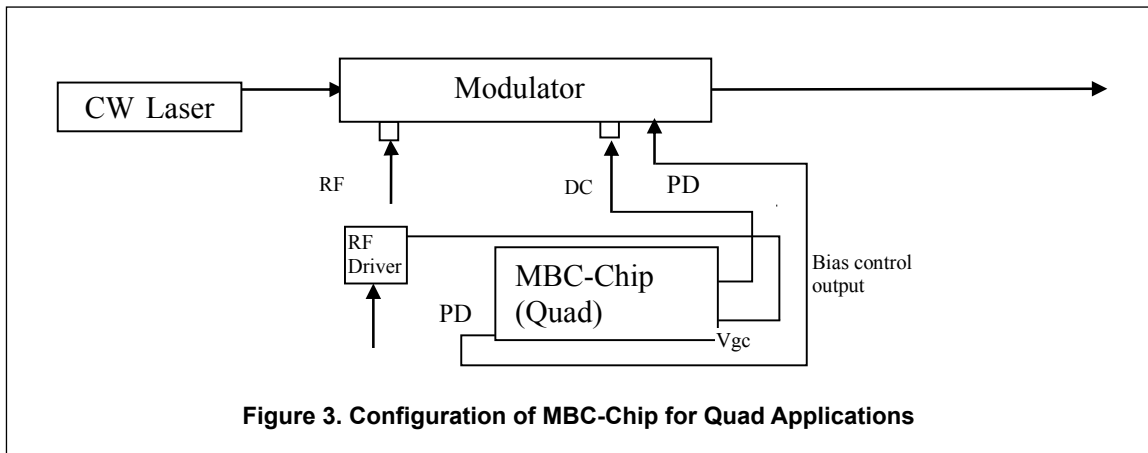 Modulator
CW Laser
RF
DC
PD
RF
Driver
MBC-Chip
(Quad)
Bias control
output
PD
Vgc
Figure 3. Configuration of MBC-Chip for Quad Applications